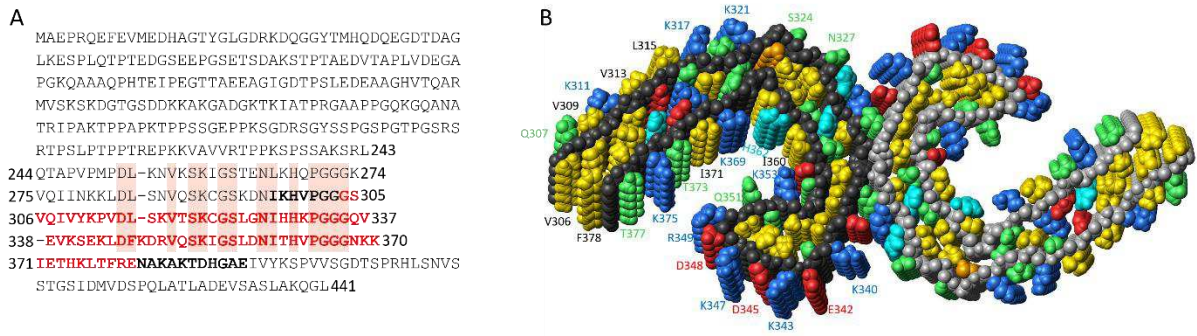 A
MAEPRQEFEVMEDHAGTYGLGDRKDQGGYTMHQDQEGDTDAG
LKESPLQTPTEDGSEEPGSETSDAKSTPTAEDVTAPLVDEGA
PGKQAAAQPHTEIPEGTTAEEAGIGDTPSLEDEAAGHVTQAR
MVSKSKDGTGSDDKKAKGADGKTKIATPRGAAPPGQKGQANA
TRIPAKTPPAPKTPPSSGEPPKSGDRSGYSSPGSPGTPGSRS
RTPSLPTPPTREPKKVAVVRTPPKSPSSAKSRL243
244QTAPVPMPDL-KNVKSKIGSTENLKHQPGGGK274
275VQIINKKLDL-SNVQSKCGSKDNIKHVPGGGS305
306VQIVYKPVDL-SKVTSKCGSLGNIHHKPGGGQV337
338-EVKSEKLDFKDRVQSKIGSLDNITHVPGGGNKK370
371IETHKLTFRENAKAKTDHGAEIVYKSPVVSGDTSPRHLSNVS
STGSIDMVDSPQLATLADEVSASLAKQGL441
B
K321
S324
K317
N327
L315
V313
K311
V309
Q307
H362
K369
I360
I371
K353
T373
Q351
K375
V306
T377
R349
F378
D348
K340
K347
D345
E342
K343